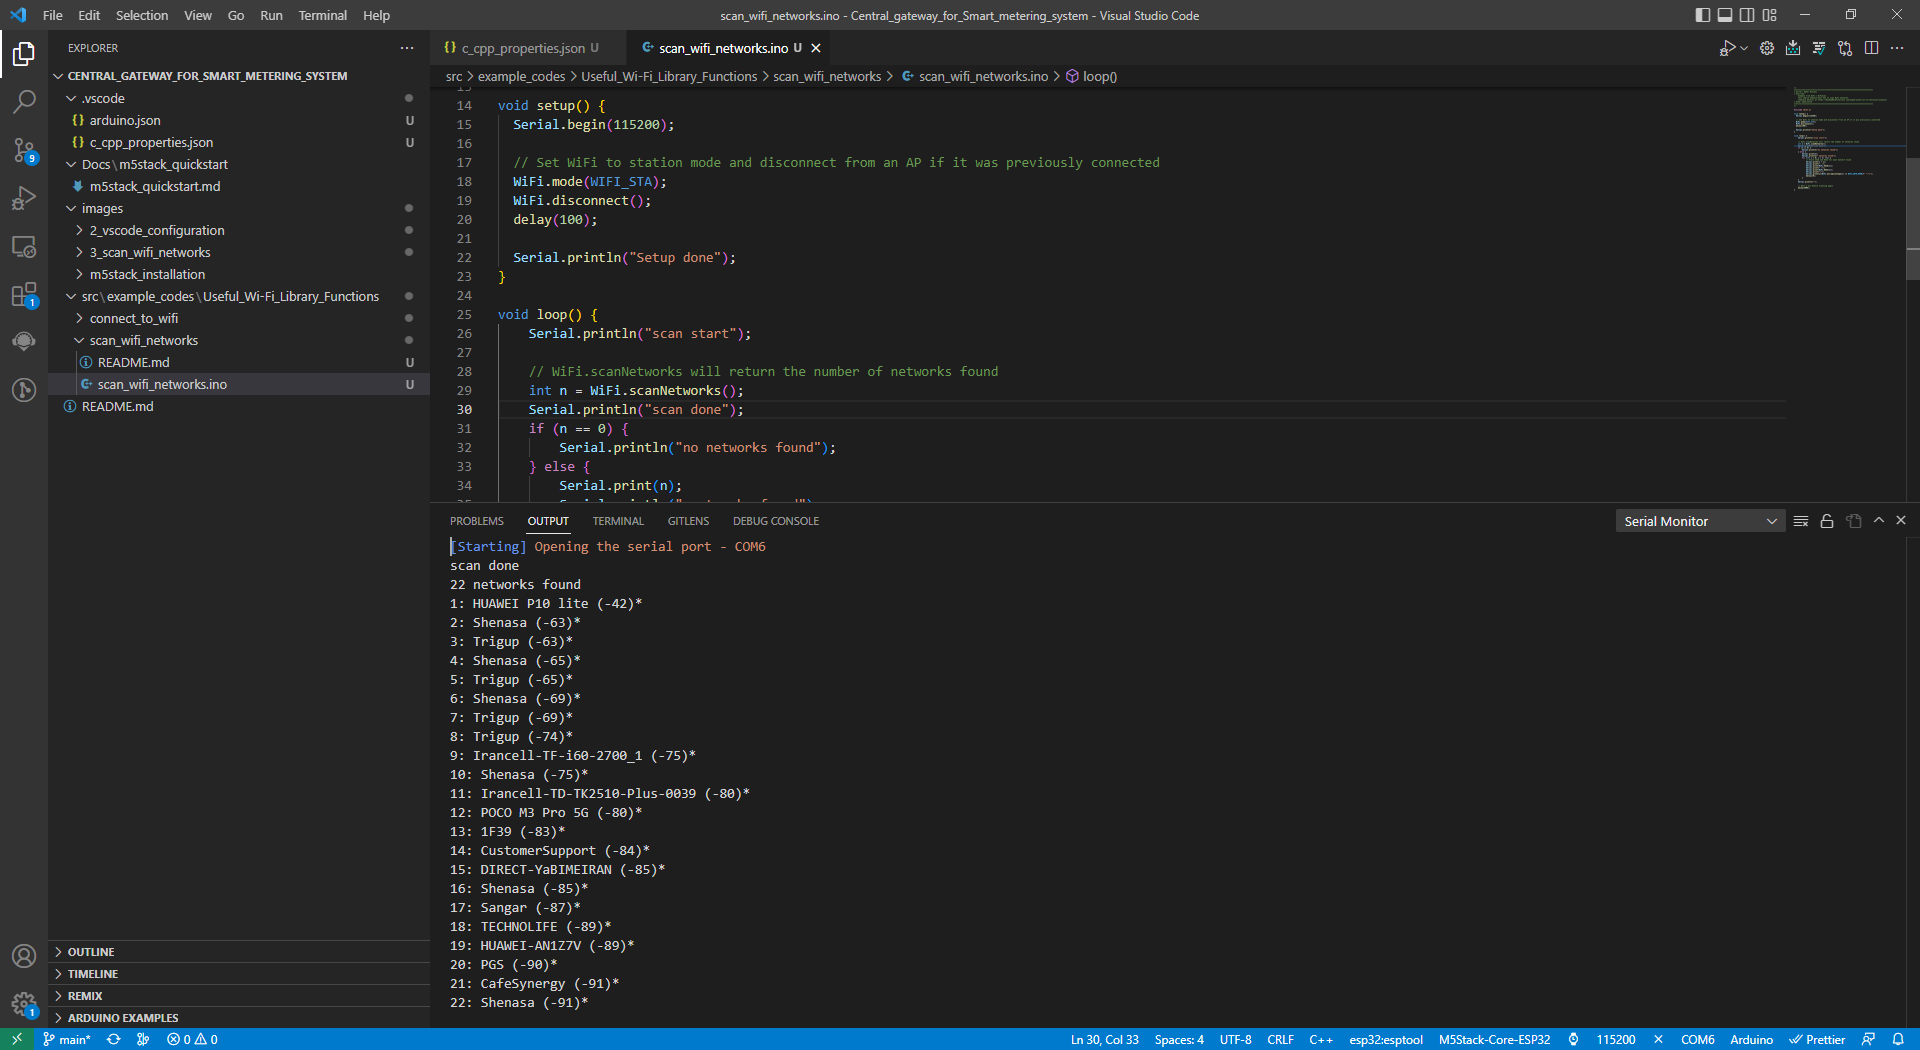 File Edit Selection View Go Run Terminal Help
scan_wifi_networks.ino - Central_gateway_for_Smart_metering_system - Visual Studio Code
EXPLORER
CENTRAL_GATEWAY_FOR_SMART_METERING_SYSTEM
.vscode
{} arduino.json U
{} c_cpp_properties.json U
Docs\m5stack_quickstart
m5stack_quickstart.md
images
2_vscode_configuration
3_scan_wifi_networks
m5stack_installation
src\example_codes\Useful_Wi-Fi_Library_Functions
connect_to_wifi
scan_wifi_networks
README.md U
scan_wifi_networks.ino U
README.md
9
1
1
OUTLINE
TIMELINE
REMIX
ARDUINO EXAMPLES
{} c_cpp_properties.json U
scan_wifi_networks.ino U
src > example_codes > Useful_Wi-Fi_Library_Functions > scan_wifi_networks > scan_wifi_networks.ino > loop()
14 void setup() {
15 Serial.begin(115200);
16
17 // Set WiFi to station mode and disconnect from an AP if it was previously connected
18 WiFi.mode(WIFI_STA);
19 WiFi.disconnect();
20 delay(100);
21
22 Serial.println("Setup done");
23 }
24
25 void loop() {
26 Serial.println("scan start");
27
28 // WiFi.scanNetworks will return the number of networks found
29 int n = WiFi.scanNetworks();
30 Serial.println("scan done");
31 if (n == 0) {
32 Serial.println("no networks found");
33 } else {
34 Serial.print(n);
PROBLEMS OUTPUT TERMINAL GITLENS DEBUG CONSOLE
Serial Monitor
[Starting] Opening the serial port - COM6
scan done
22 networks found
1: HUAWEI P10 lite (-42)*
2: Shenasa (-63)*
3: Trigup (-63)*
4: Shenasa (-65)*
5: Trigup (-65)*
6: Shenasa (-69)*
7: Trigup (-69)*
8: Trigup (-74)*
9: Irancell-TF-i60-2700_1 (-75)*
10: Shenasa (-75)*
11: Irancell-TD-TK2510-Plus-0039 (-80)*
12: POCO M3 Pro 5G (-80)*
13: 1F39 (-83)*
14: CustomerSupport (-84)*
15: DIRECT-YaBIMEIRAN (-85)*
16: Shenasa (-85)*
17: Sangar (-87)*
18: TECHNOLIFE (-89)*
19: HUAWEI-AN1Z7V (-89)*
20: PGS (-90)*
21: CafeSynergy (-91)*
22: Shenasa (-91)*
main* 0 0
Ln 30, Col 33 Spaces: 4 UTF-8 CRLF C++ esp32:esptool M5Stack-Core-ESP32 115200 COM6 Arduino Prettier